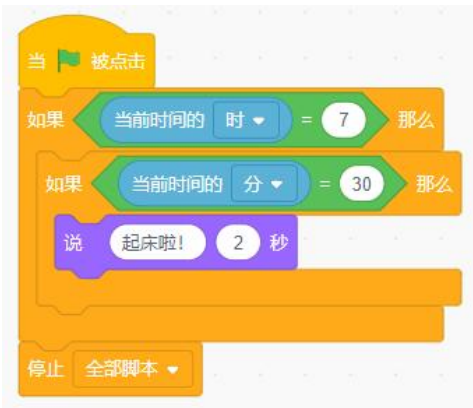 当 被点击
如果 当前时间的 时 = 7 那么
如果 当前时间的 分 = 30 那么
说 起床啦! 2 秒
停止 全部脚本